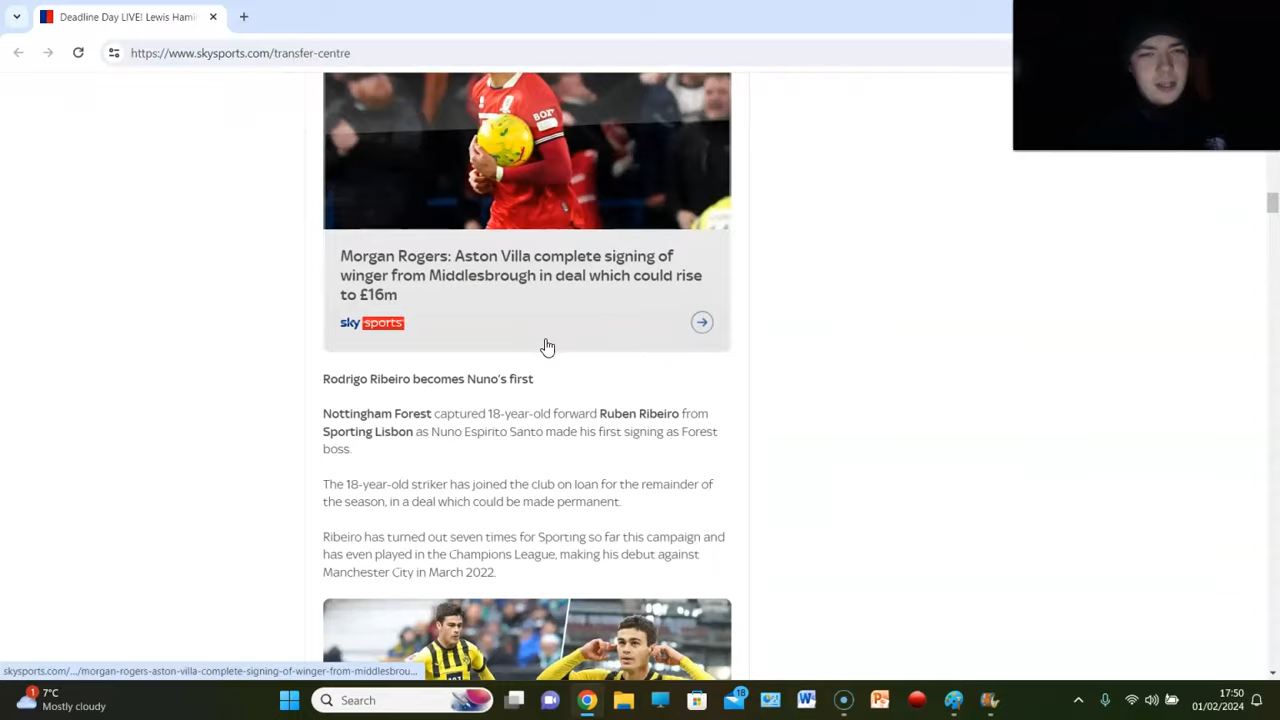 Deadline Day LIVE! Lewis Hami
https://www.skysports.com/transfer-centre
BOXT
Morgan Rogers: Aston Villa complete signing of
winger from Middlesbrough in deal which could rise
to £16m
sky sports
Rodrigo Ribeiro becomes Nuno's first
Nottingham Forest captured 18-year-old forward Ruben Ribeiro from
Sporting Lisbon as Nuno Espirito Santo made his first signing as Forest
boss.
The 18-year-old striker has joined the club on loan for the remainder of
the season, in a deal which could be made permanent.
Ribeiro has turned out seven times for Sporting so far this campaign and
has even played in the Champions League, making his debut against
Manchester City in March 2022.
skysports.com/.../morgan-rogers-aston-villa-complete-signing-of-winger-from-middlesbrou...
1
7°C
Mostly cloudy
Search
18
17:50
01/02/2024